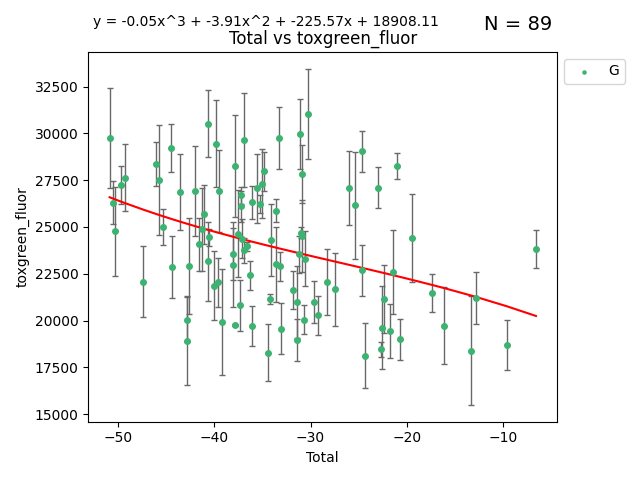 y = -0.05x^3 + -3.91x^2 + -225.57x + 18908.11
N = 89
Total vs toxgreen_fluor
G
32500
30000
27500
25000
22500
20000
17500
15000
toxgreen_fluor
−50
−40
−30
−20
−10
Total